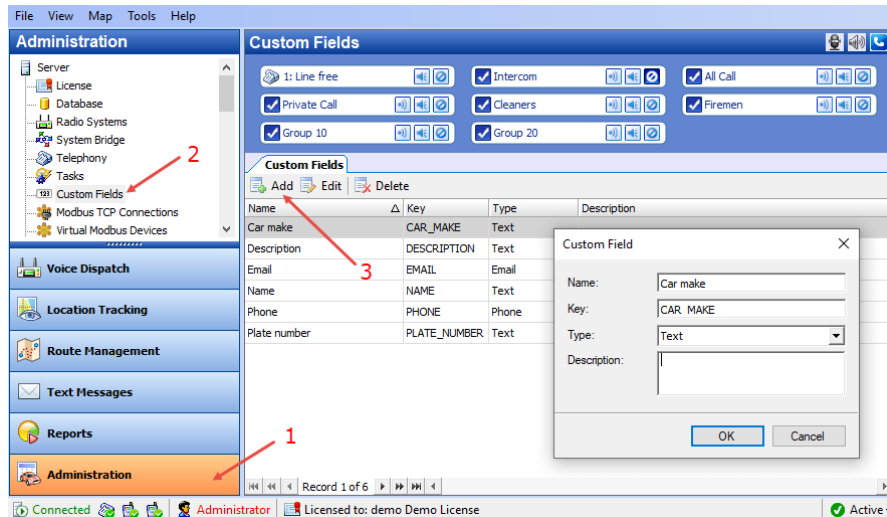 File View Map Tools Help
Administration
Server
License
Database
Radio Systems
System Bridge
Telephony
Tasks
123 Custom Fields
Modbus TCP Connections
Virtual Modbus Devices
2
Voice Dispatch
Location Tracking
Route Management
Text Messages
Reports
Administration
1
Custom Fields
1: Line free Intercom All Call
Private Call Cleaners Firemen
Group 10 Group 20
Custom Fields
Add Edit Delete
Name Key Type Description
Car make CAR_MAKE Text
Description DESCRIPTION Text
Email EMAIL Email
Name NAME Text
Phone PHONE Phone
Plate number PLATE_NUMBER Text
3
Custom Field
Name: Car make
Key: CAR MAKE
Type: Text
Description:
OK Cancel
Record 1 of 6
Connected Administrator Licensed to: demo Demo License Active